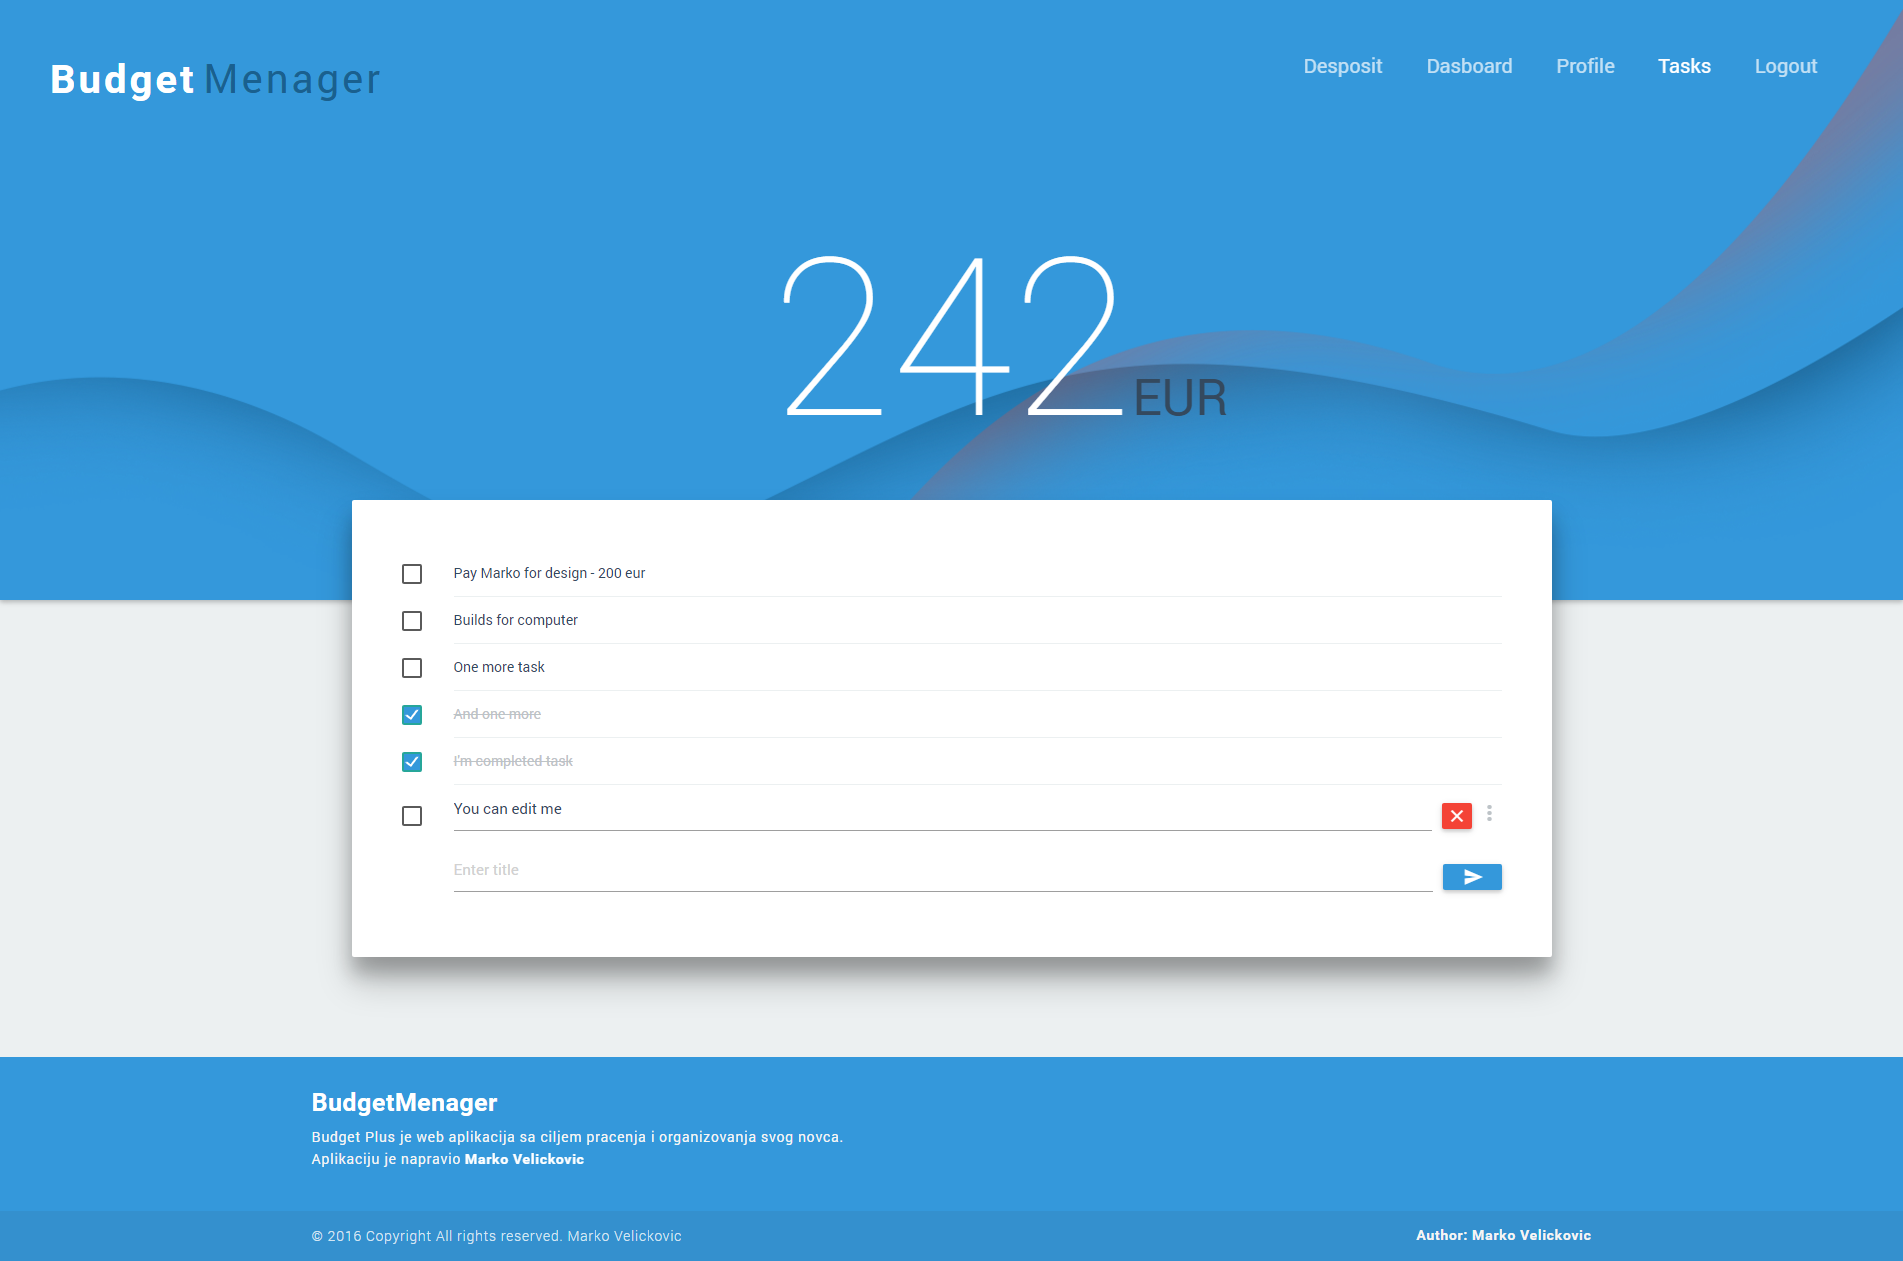 Budget Menager
Desposit Dasboard Profile Tasks Logout
242 EUR
Pay Marko for design - 200 eur
Builds for computer
One more task
And one more
I'm completed task
You can edit me
Enter title
BudgetMenager
Budget Plus je web aplikacija sa ciljem pracenja i organizovanja svog novca.
Aplikaciju je napravio Marko Velickovic
© 2016 Copyright All rights reserved. Marko Velickovic
Author: Marko Velickovic